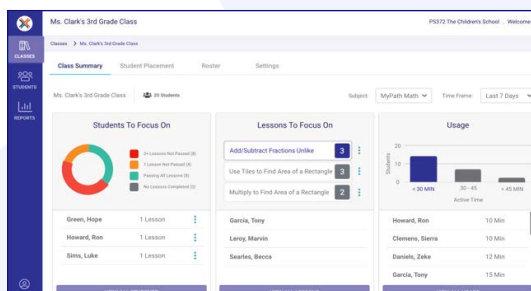 Ms. Clark's 3rd Grade Class
PS372 The Children's School . Welcome
Classes > Ms. Clark's 3rd Grade Class
CLASSES
STUDENTS
REPORTS
Class Summary Student Placement Roster Settings
Ms. Clark's 3rd Grade Class 20 Students
Subject: MyPath Math Time Frame: Last 7 Days
Students To Focus On
2+ Lessons Not Passed (8)
1 Lesson Not Passed (4)
Passing All Lessons (8)
No Lessons Completed (0)
Green, Hope 1 Lesson
Howard, Ron 1 Lesson
Sims, Luke 1 Lesson
Lessons To Focus On
Add/Subtract Fractions Unlike 3
Use Tiles to Find Area of a Rectangle 3
Multiply to Find Area of a Rectangle 2
Garcia, Tony
Leroy, Marvin
Searles, Becca
Usage
Students
20
10
0
< 30 MIN 30 - 45 > 45 MIN
Active Time
Howard, Ron 10 Min
Clemens, Sierra 10 Min
Daniels, Zeke 12 Min
Garcia, Tony 15 Min